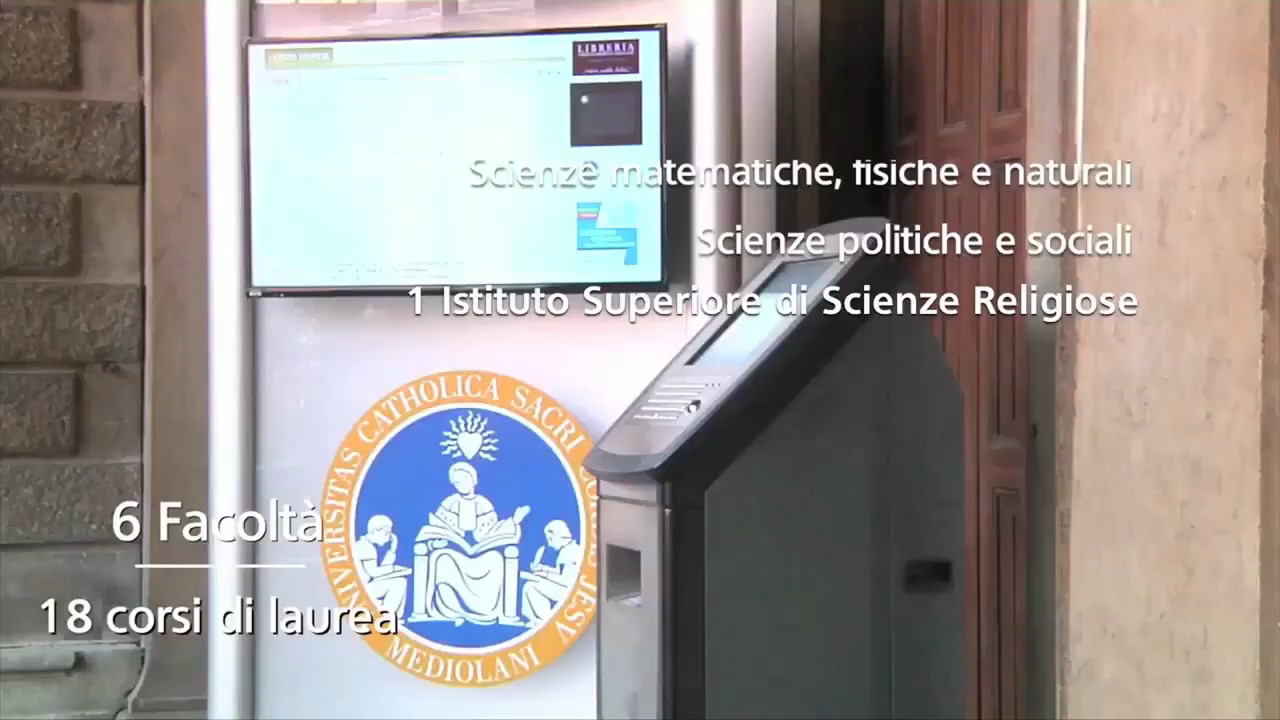 LIBRERIA
Scienze matematiche, fisiche e naturali
Scienze politiche e sociali
1 Istituto Superiore di Scienze Religiose
UNIVERSITAS CATHOLICA SACRI JESV
MEDIOLANI
6 Facoltà
18 corsi di laurea